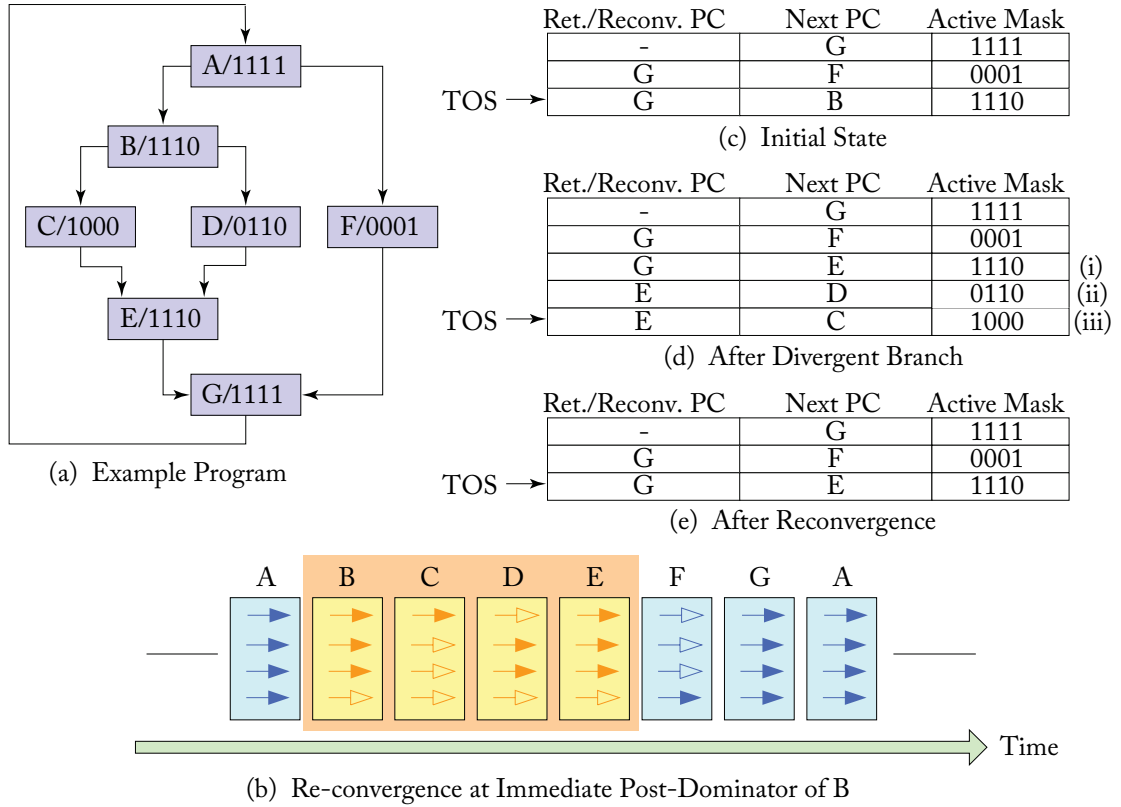 A/1111
B/1110
C/1000 D/0110 F/0001
E/1110
G/1111
(a) Example Program
Ret./Reconv. PC Next PC Active Mask
- G 1111
G F 0001
TOS G B 1110
(c) Initial State
Ret./Reconv. PC Next PC Active Mask
- G 1111
G F 0001
G E 1110 (i)
E D 0110 (ii)
TOS E C 1000 (iii)
(d) After Divergent Branch
Ret./Reconv. PC Next PC Active Mask
- G 1111
G F 0001
TOS G E 1110
(e) After Reconvergence
A B C D E F G A
Time
(b) Re-convergence at Immediate Post-Dominator of B